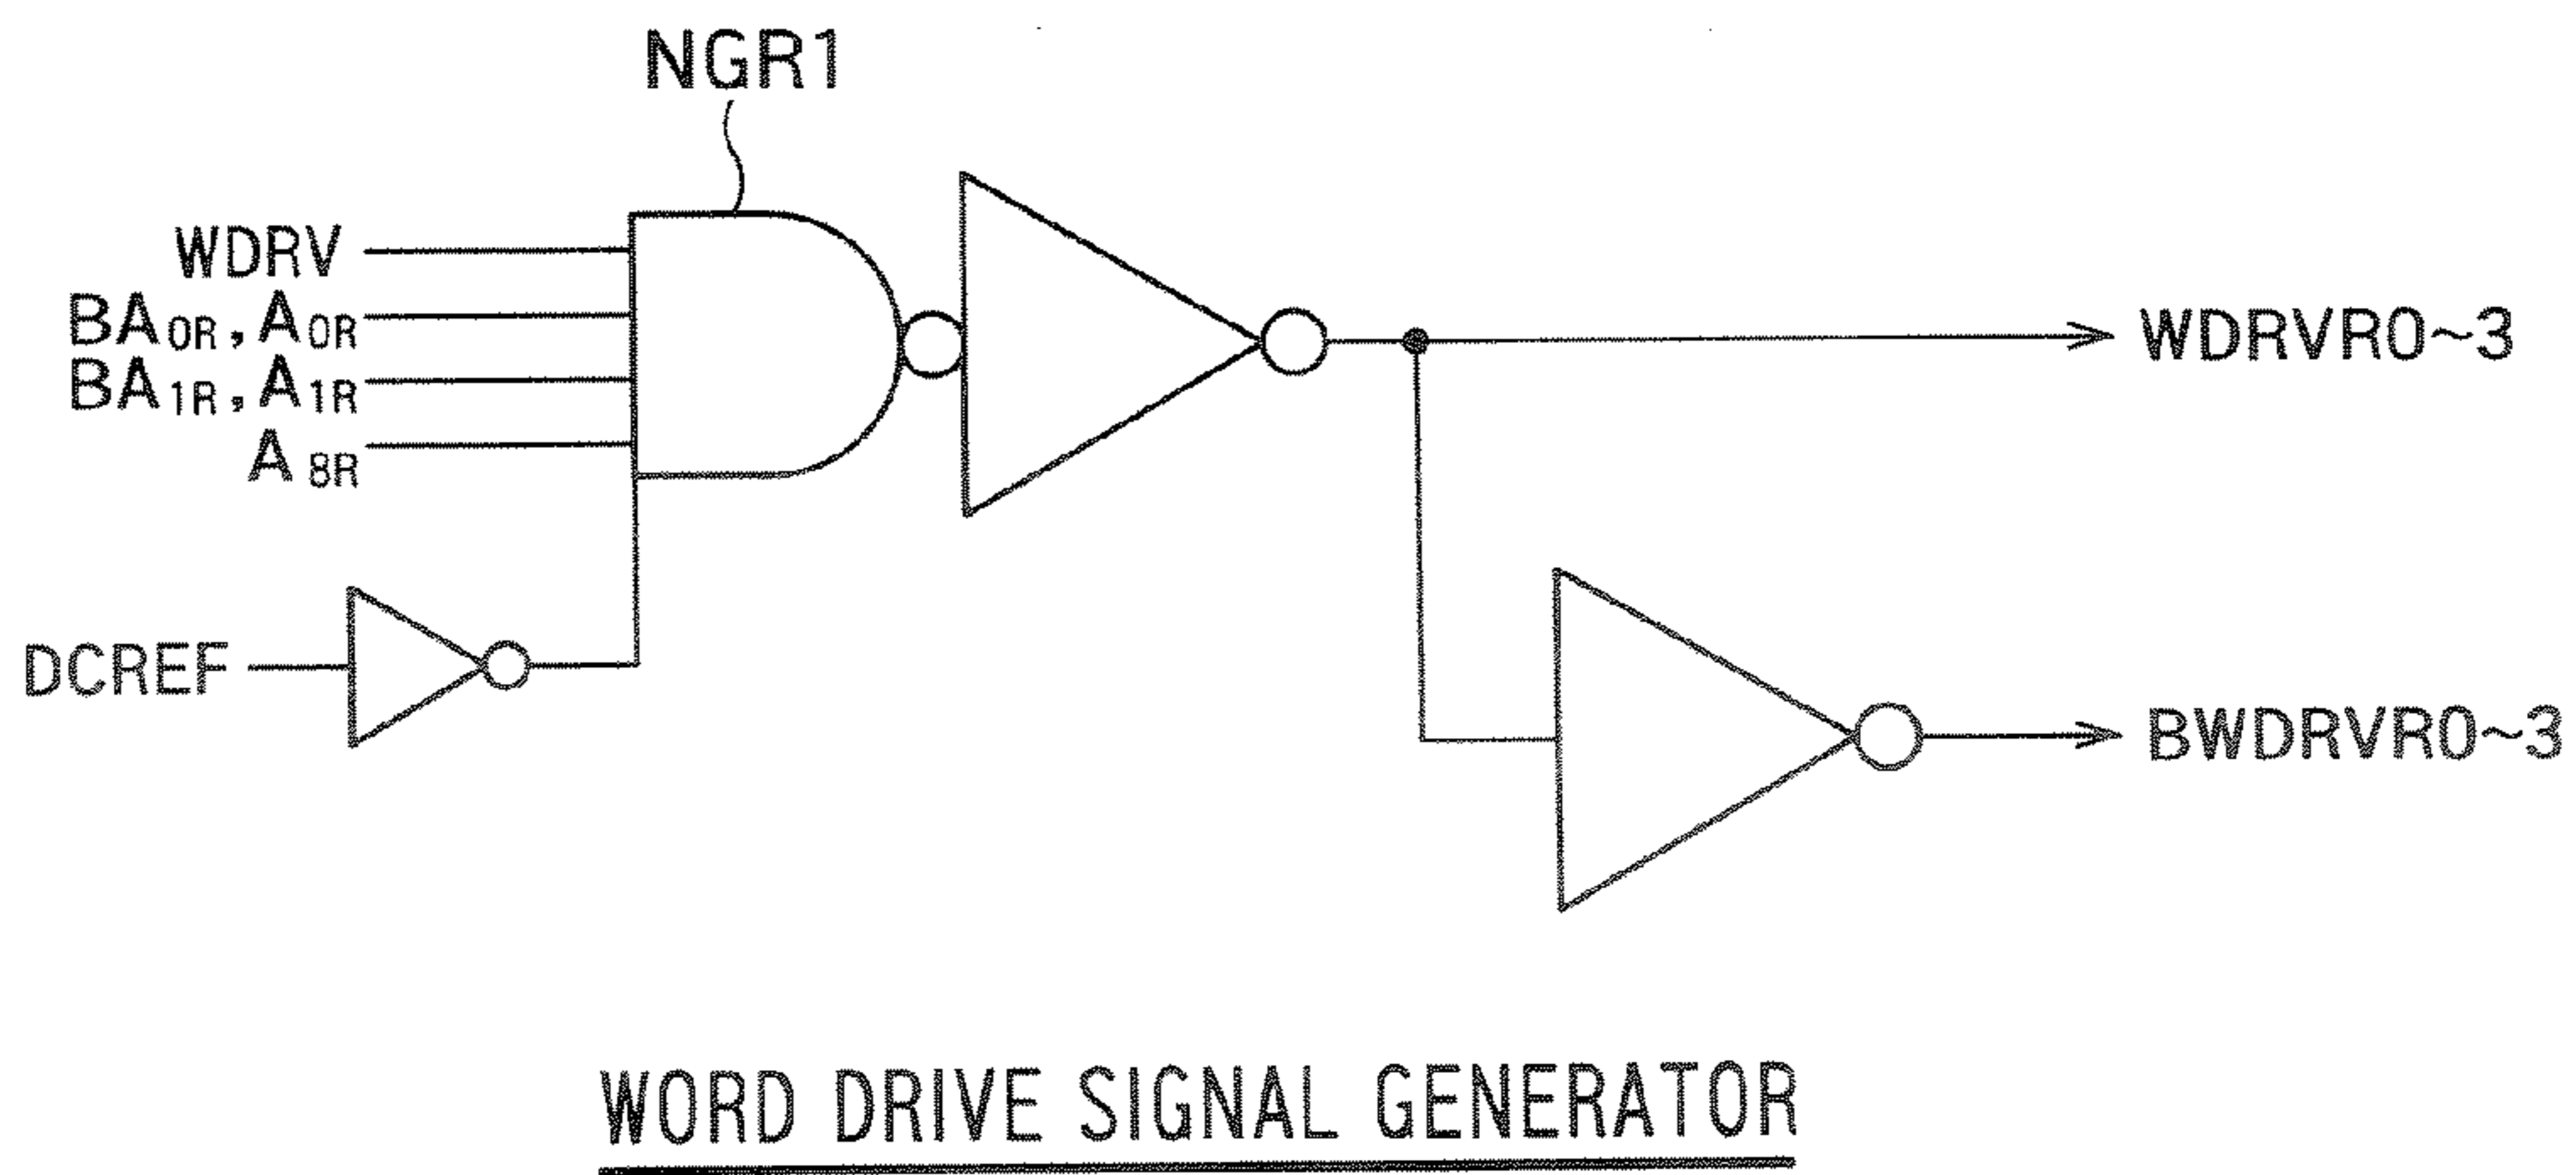 NGR1
WDRV
BA0R, A0R
BA1R, A1R
A8R
WDRVR0~3
DCREF
BWDRVR0~3
WORD DRIVE SIGNAL GENERATOR